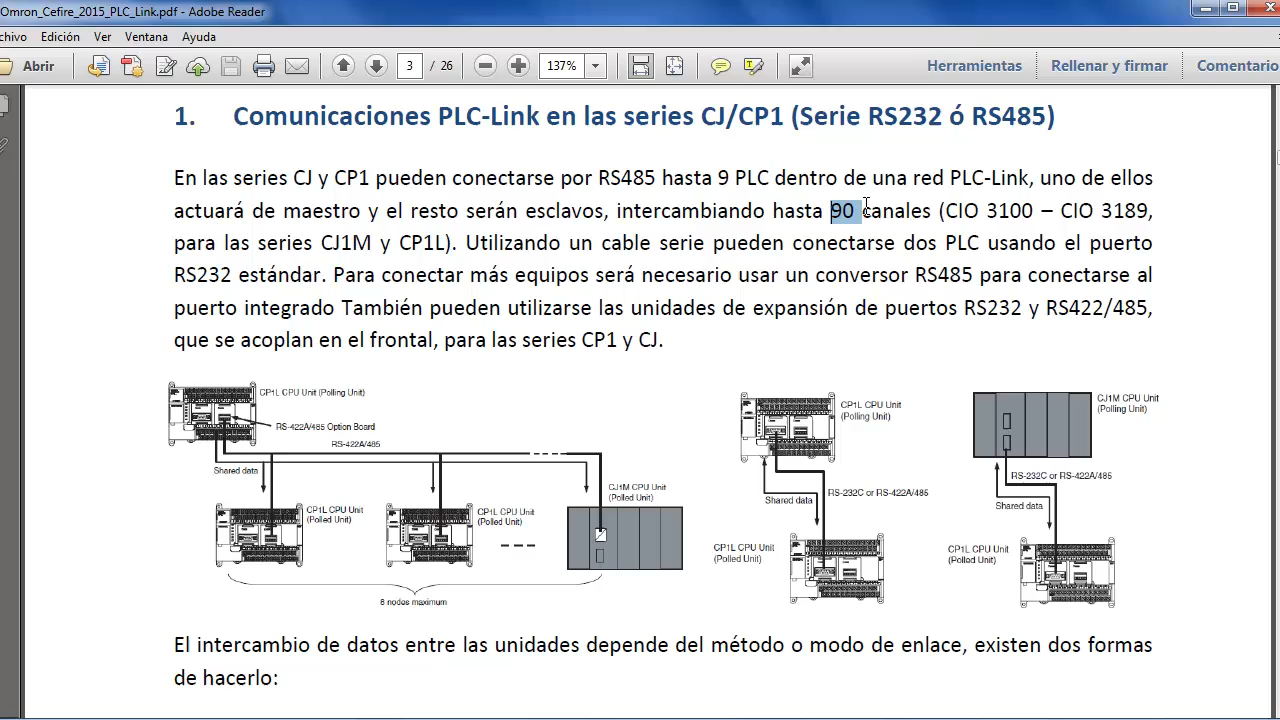 Omron_Cefire_2015_PLC_Link.pdf - Adobe Reader
chivo Edición Ver Ventana Ayuda
Abrir 3 / 26 137% Herramientas Rellenar y firmar Comentario
1. Comunicaciones PLC-Link en las series CJ/CP1 (Serie RS232 ó RS485)
En las series CJ y CP1 pueden conectarse por RS485 hasta 9 PLC dentro de una red PLC-Link, uno de ellos
actuará de maestro y el resto serán esclavos, intercambiando hasta 90 canales (CIO 3100 – CIO 3189,
para las series CJ1M y CP1L). Utilizando un cable serie pueden conectarse dos PLC usando el puerto
RS232 estándar. Para conectar más equipos será necesario usar un conversor RS485 para conectarse al
puerto integrado También pueden utilizarse las unidades de expansión de puertos RS232 y RS422/485,
que se acoplan en el frontal, para las series CP1 y CJ.
CP1L CPU Unit (Polling Unit)
RS-422A/485 Option Board
RS-422A/485
Shared data
CP1L CPU Unit
(Polled Unit)
CP1L CPU Unit
(Polled Unit)
CJ1M CPU Unit
(Polled Unit)
8 nodes maximum
CP1L CPU Unit
(Polling Unit)
RS-232C or RS-422A/485
Shared data
CP1L CPU Unit
(Polled Unit)
CJ1M CPU Unit
(Polling Unit)
RS-232C or RS-422A/485
Shared data
CP1L CPU Unit
(Polled Unit)
El intercambio de datos entre las unidades depende del método o modo de enlace, existen dos formas
de hacerlo: